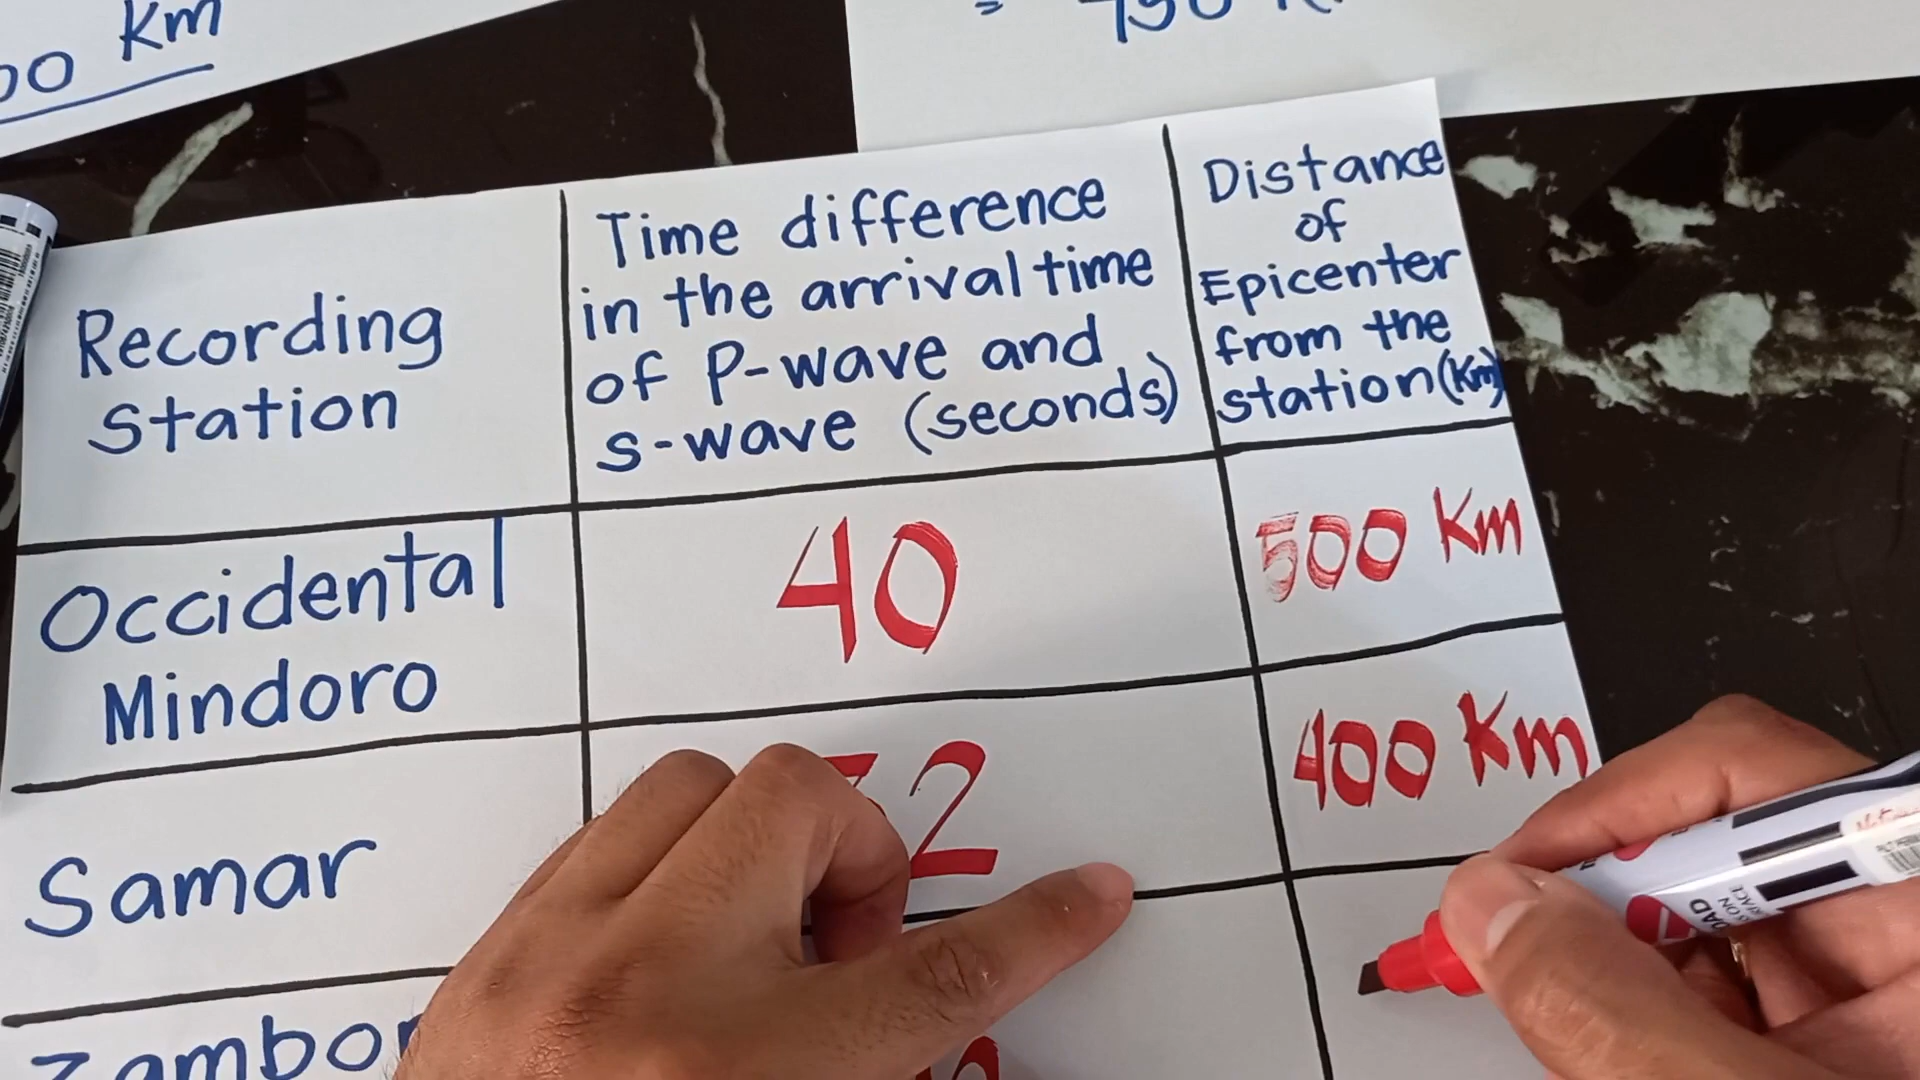 Km
=
Recording
Station
Time difference
in the arrival time
of P-wave and
s-wave (seconds)
Distance
of
Epicenter
from the
station (Km)
Occidental
Mindoro
40
500 Km
Samar
32
400 Km